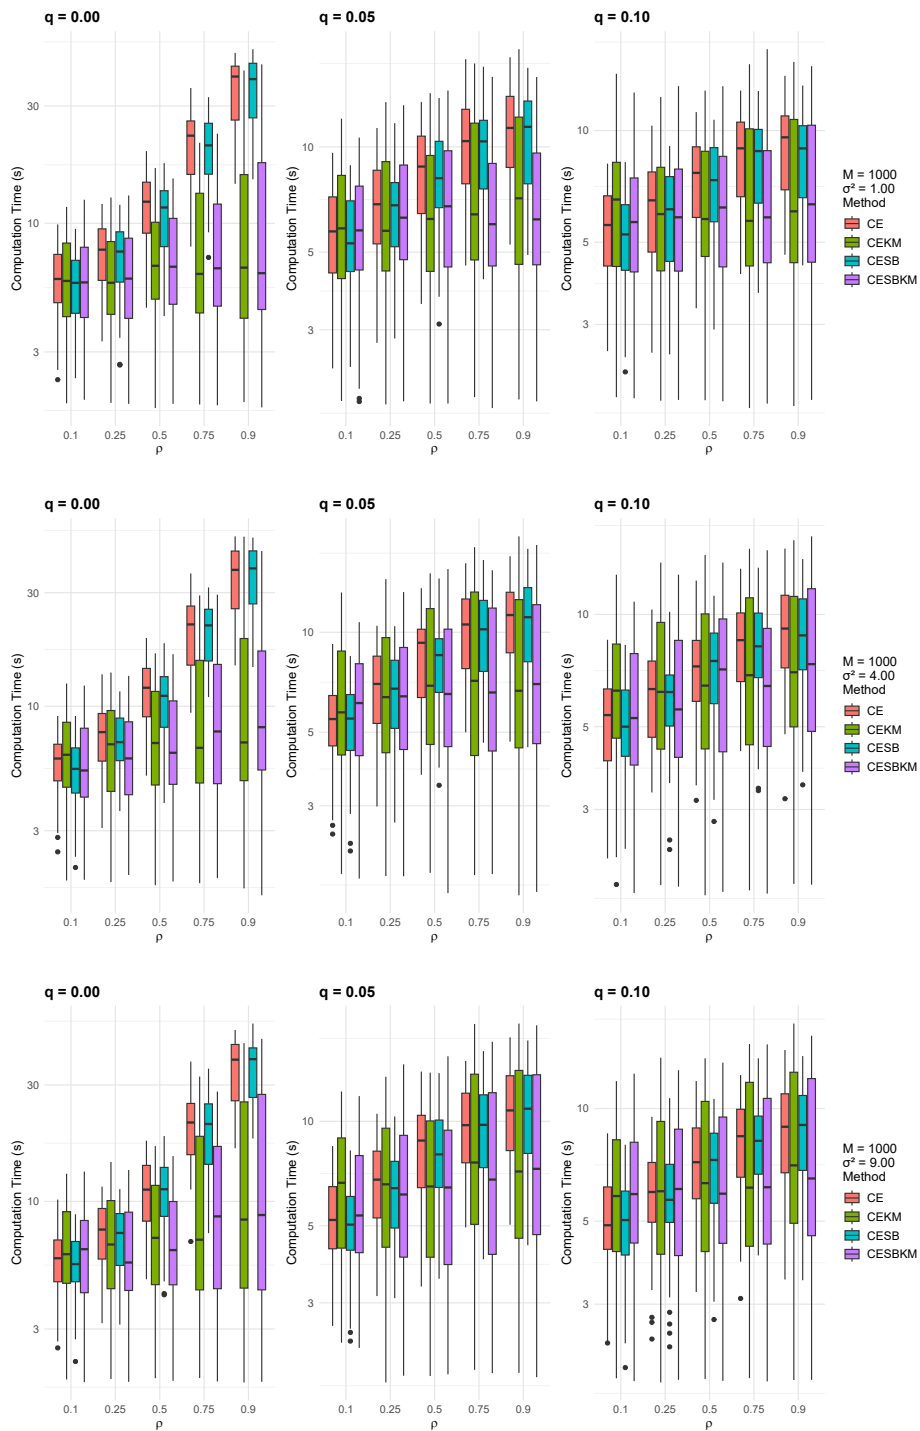 q = 0.00
q = 0.05
q = 0.10
Computation Time (s)
30
10
3
0.1
0.25
0.5
0.75
0.9
ρ
Computation Time (s)
10
5
3
0.1
0.25
0.5
0.75
0.9
ρ
Computation Time (s)
10
5
3
0.1
0.25
0.5
0.75
0.9
ρ
M = 1000
σ² = 1.00
Method
CE
CEKM
CESB
CESBKM
q = 0.00
q = 0.05
q = 0.10
Computation Time (s)
30
10
3
0.1
0.25
0.5
0.75
0.9
ρ
Computation Time (s)
10
5
3
0.1
0.25
0.5
0.75
0.9
ρ
Computation Time (s)
10
5
3
0.1
0.25
0.5
0.75
0.9
ρ
M = 1000
σ² = 4.00
Method
CE
CEKM
CESB
CESBKM
q = 0.00
q = 0.05
q = 0.10
Computation Time (s)
30
10
3
0.1
0.25
0.5
0.75
0.9
ρ
Computation Time (s)
10
5
3
0.1
0.25
0.5
0.75
0.9
ρ
Computation Time (s)
10
5
3
0.1
0.25
0.5
0.75
0.9
ρ
M = 1000
σ² = 9.00
Method
CE
CEKM
CESB
CESBKM